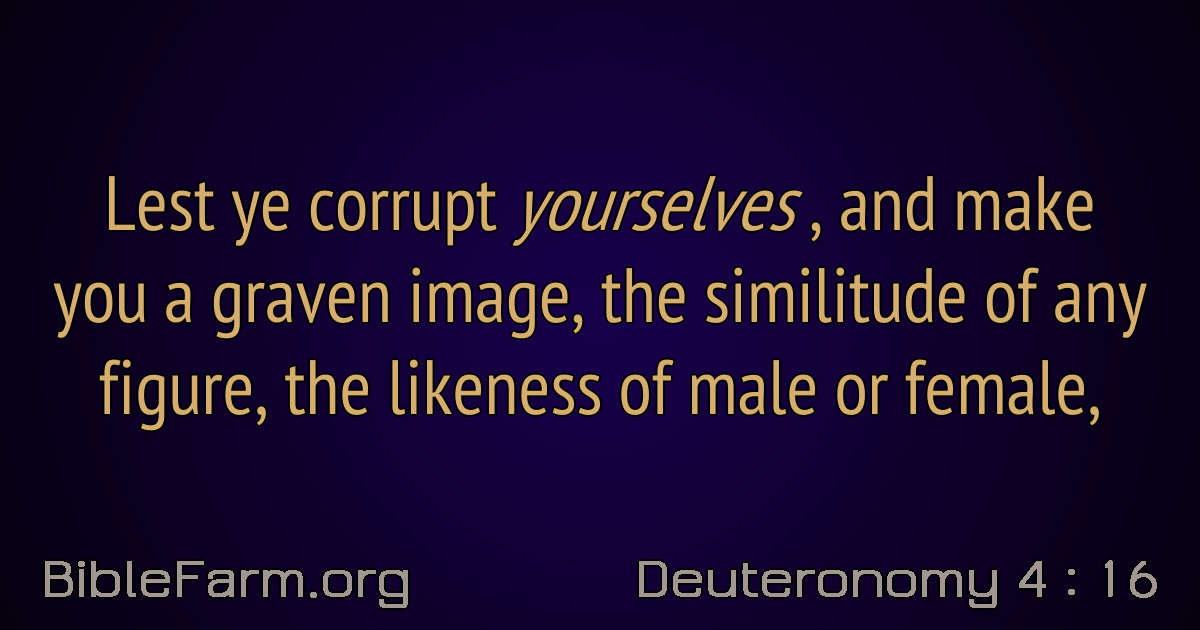 Lest ye corrupt yourselves , and make
you a graven image, the similitude of any
figure, the likeness of male or female,
BibleFarm.org
Deuteronomy 4 : 16